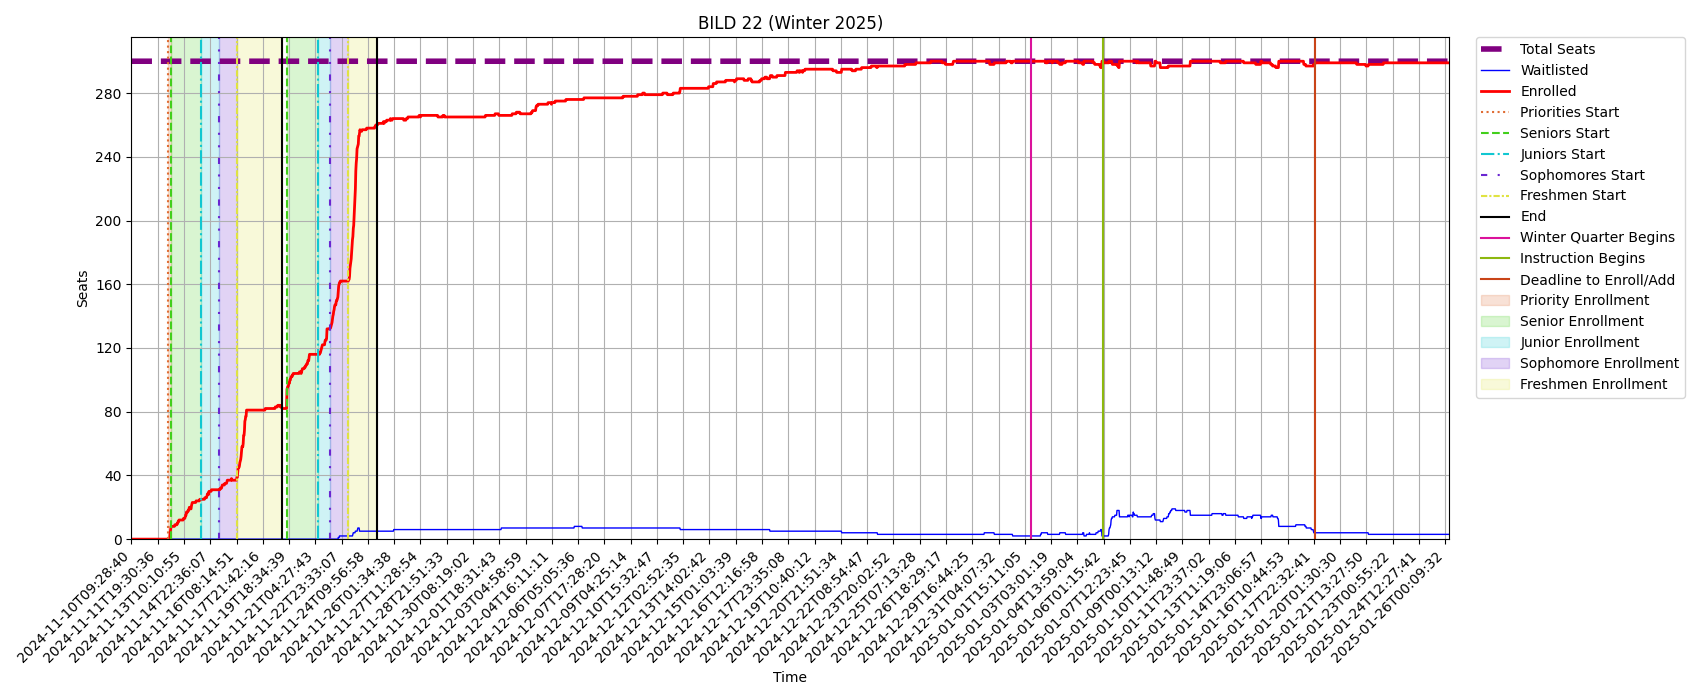 BILD 22 (Winter 2025)
Seats
280
240
200
160
120
80
40
0
2024-11-10T09:28:40
2024-11-11T19:30:36
2024-11-13T10:10:55
2024-11-14T22:36:07
2024-11-16T08:14:51
2024-11-17T21:42:16
2024-11-19T18:34:39
2024-11-21T04:27:43
2024-11-22T23:33:07
2024-11-24T09:56:58
2024-11-26T01:34:38
2024-11-27T11:28:54
2024-11-28T21:51:33
2024-11-30T08:19:02
2024-12-01T18:31:43
2024-12-03T04:58:59
2024-12-04T16:11:11
2024-12-06T05:05:36
2024-12-07T17:28:20
2024-12-09T04:25:14
2024-12-10T15:32:47
2024-12-12T02:52:35
2024-12-13T14:02:42
2024-12-15T01:03:39
2024-12-16T12:16:58
2024-12-17T23:35:08
2024-12-19T10:40:12
2024-12-20T21:51:34
2024-12-22T08:54:47
2024-12-23T20:02:52
2024-12-25T07:13:28
2024-12-26T18:29:17
2024-12-29T16:44:25
2024-12-31T04:07:32
2025-01-01T15:11:05
2025-01-03T03:01:19
2025-01-04T13:59:04
2025-01-06T01:15:42
2025-01-07T12:23:45
2025-01-09T00:13:12
2025-01-10T11:48:49
2025-01-11T23:37:02
2025-01-13T11:19:06
2025-01-14T23:06:57
2025-01-16T10:44:53
2025-01-17T22:32:41
2025-01-20T01:30:30
2025-01-21T13:27:50
2025-01-23T00:55:22
2025-01-24T12:27:41
2025-01-26T00:09:32
Time
Total Seats
Waitlisted
Enrolled
Priorities Start
Seniors Start
Juniors Start
Sophomores Start
Freshmen Start
End
Winter Quarter Begins
Instruction Begins
Deadline to Enroll/Add
Priority Enrollment
Senior Enrollment
Junior Enrollment
Sophomore Enrollment
Freshmen Enrollment